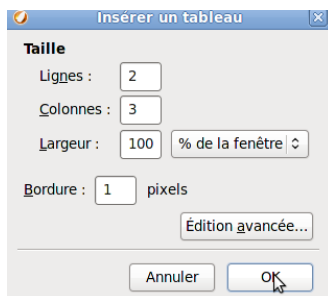 Insérer un tableau
Taille
Lignes : 2
Colonnes : 3
Largeur : 100 % de la fenêtre
Bordure : 1 pixels
Édition avancée...
Annuler OK